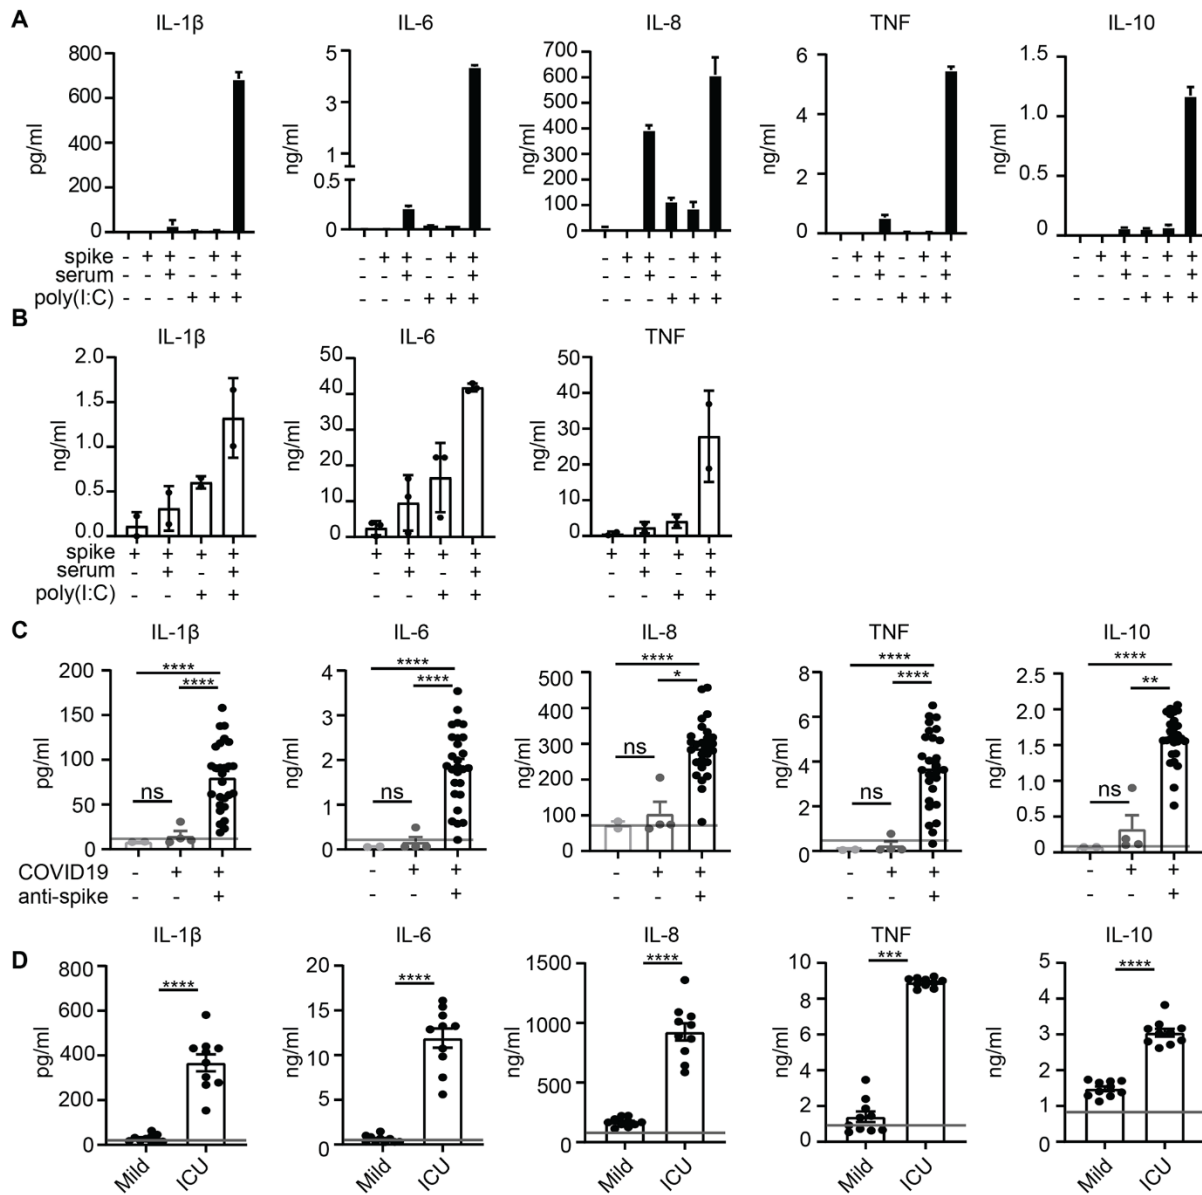 A
IL-1β IL-6 IL-8 TNF IL-10
800 5 700 6 1.5
600
4 600
500
400 3 4 1.0
pg/ml ng/ml ng/ml ng/ml ng/ml
400
1 300
200 0.5 200 2 0.5
100
0 0 0 0 0
spike - + + - + + - + + - + + - + + - + + - + + - + + - + + - + +
serum - - + - - + - - + - - + - - + - - + - - + - - + - - + - - +
poly(I:C) - - - + + + - - - + + + - - - + + + - - - + + + - - - + + +
B
IL-1β IL-6 TNF
2.0 50 50
1.5 40 40
30 30
ng/ml ng/ml ng/ml
1.0
20 20
0.5 10 10
0.0 0 0
spike + + + + + + + + + + + +
serum - + - + - + - + - + - +
poly(I:C) - - + + - - + + - - + +
C
IL-1β IL-6 IL-8 TNF IL-10
**** **** **** **** ****
**** **** * **** **
200 4 500 8 2.5
150 3 400 6 2.0
300 1.5
pg/ml ng/ml ng/ml ng/ml ng/ml
100 2 4
200 1.0
50 1 2
100 0.5
ns ns ns ns ns
0 0 0 0 0.0
COVID19 - + + - + + - + + - + + - + +
anti-spike - - + - - + - - + - - + - - +
D
IL-1β IL-6 IL-8 TNF IL-10
**** **** **** *** ****
800 20 1500 10 5
600 15 8 4
1000
6 3
pg/ml ng/ml ng/ml ng/ml ng/ml
400 10
4 2
500
200 5 2 1
0 0 0 0 0
Mild ICU Mild ICU Mild ICU Mild ICU Mild ICU